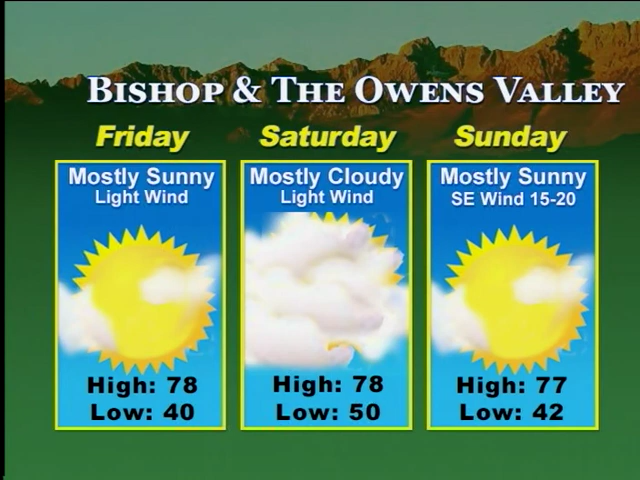 Bishop & The Owens Valley
Friday
Saturday
Sunday
Mostly Sunny
Light Wind
High: 78
Low: 40
Mostly Cloudy
Light Wind
High: 78
Low: 50
Mostly Sunny
SE Wind 15-20
High: 77
Low: 42